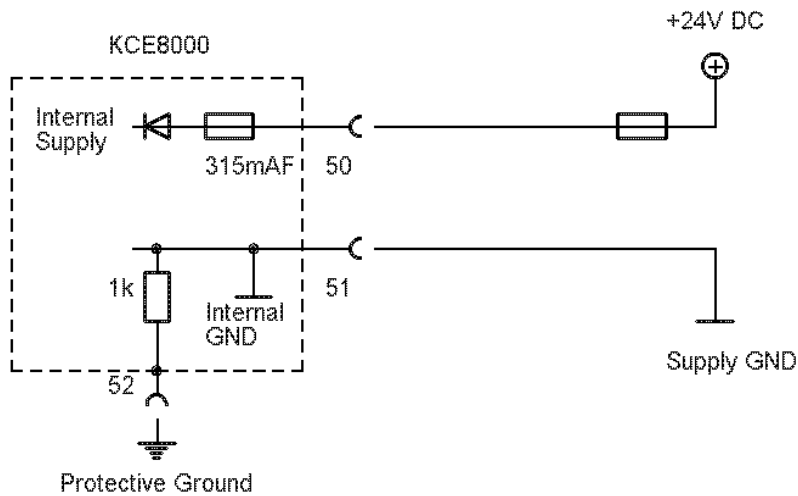 +24V DC
KCE8000
Internal
Supply
315mAF
50
1k
51
Internal
GND
Supply GND
52
Protective Ground